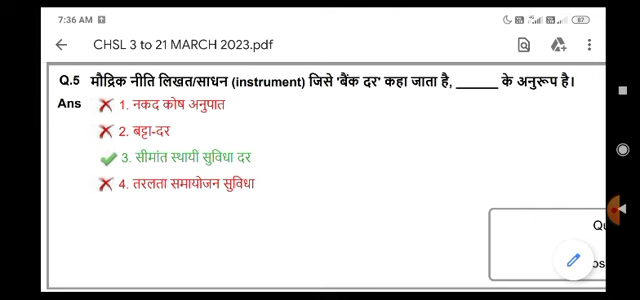 7:36 AM
87
CHSL 3 to 21 MARCH 2023.pdf
Q.5 मौद्रिक नीति लिखत/साधन (instrument) जिसे 'बैंक दर' कहा जाता है, ______ के अनुरूप है।
Ans 1. नकद कोष अनुपात
2. बट्टा-दर
3. सीमांत स्थायी सुविधा दर
4. तरलता समायोजन सुविधा